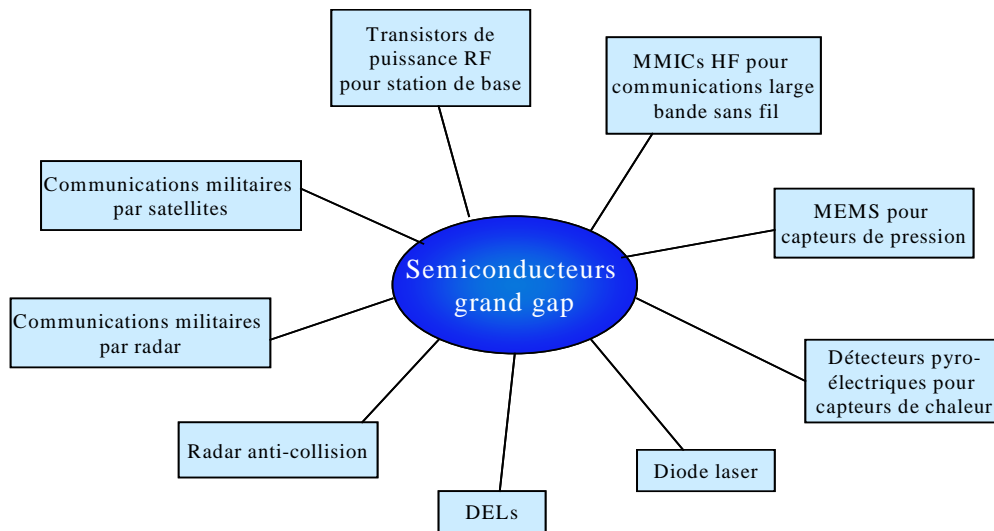 Transistors de
puissance RF
pour station de base
MMICs HF pour
communications large
bande sans fil
Communications militaires
par satellites
MEMS pour
capteurs de pression
Semiconducteurs
grand gap
Communications militaires
par radar
Détecteurs pyro-
électriques pour
capteurs de chaleur
Radar anti-collision
Diode laser
DELs